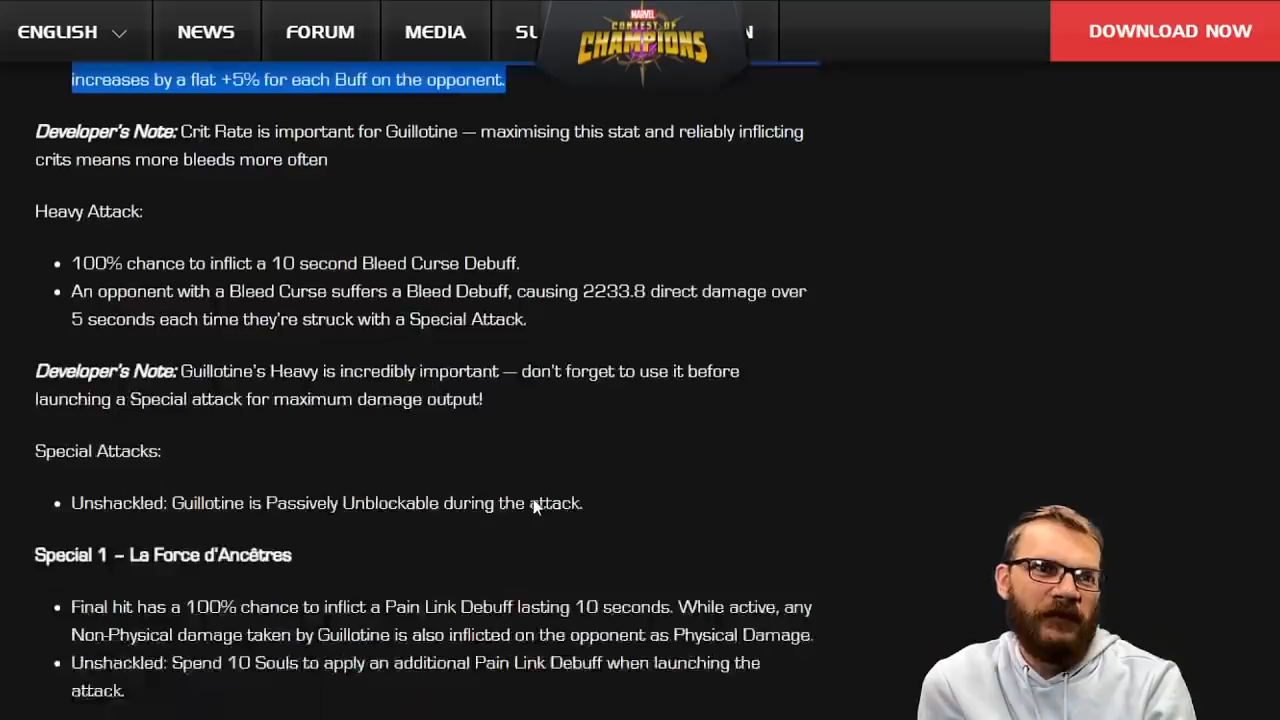 ENGLISH NEWS FORUM MEDIA SU N DOWNLOAD NOW
MARVEL
CONTEST OF
CHAMPIONS
increases by a flat +5% for each Buff on the opponent.
Developer's Note: Crit Rate is important for Guillotine — maximising this stat and reliably inflicting
crits means more bleeds more often
Heavy Attack:
• 100% chance to inflict a 10 second Bleed Curse Debuff.
• An opponent with a Bleed Curse suffers a Bleed Debuff, causing 2233.8 direct damage over
5 seconds each time they're struck with a Special Attack.
Developer's Note: Guillotine's Heavy is incredibly important — don't forget to use it before
launching a Special attack for maximum damage output!
Special Attacks:
• Unshackled: Guillotine is Passively Unblockable during the attack.
Special 1 – La Force d'Ancêtres
• Final hit has a 100% chance to inflict a Pain Link Debuff lasting 10 seconds. While active, any
Non-Physical damage taken by Guillotine is also inflicted on the opponent as Physical Damage.
• Unshackled: Spend 10 Souls to apply an additional Pain Link Debuff when launching the
attack.